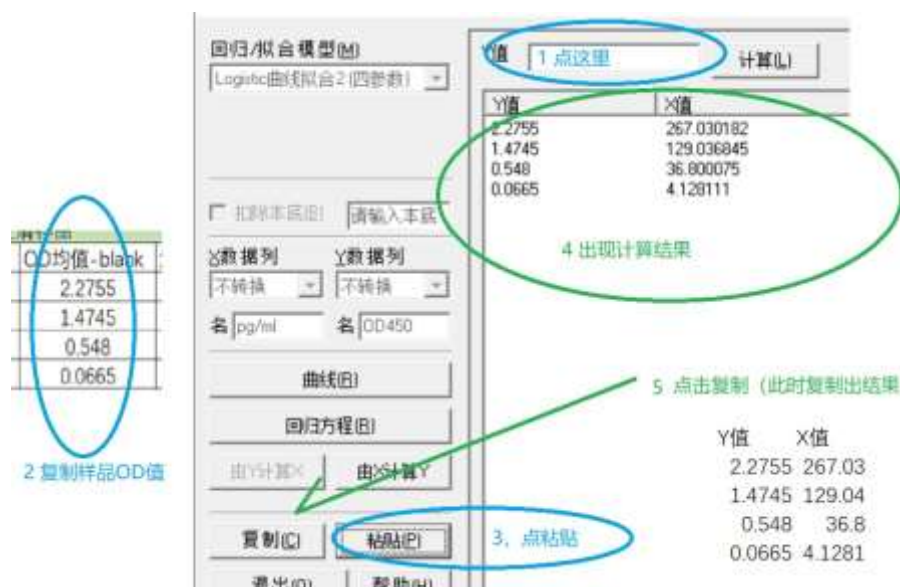 回归/拟合模型(M)
Logistic曲线拟合2(四参数)
值 1 点这里 计算(L)
Y值 X值
2.2755 267.030182
1.4745 129.036845
0.548 36.800075
0.0665 4.128111
4 出现计算结果
扣除本底(B) 请输入本底
X数据列 Y数据列
不转换 不转换
名 pg/ml 名 OD450
OD均值-blank
2.2755
1.4745
0.548
0.0665
2 复制样品OD值
曲线(R)
回归方程(R)
由Y计算X 由X计算Y
复制(C) 粘贴(P)
3, 点粘贴
退出(O) 帮助(H)
5 点击复制（此时复制出结果
Y值 X值
2.2755 267.03
1.4745 129.04
0.548 36.8
0.0665 4.1281